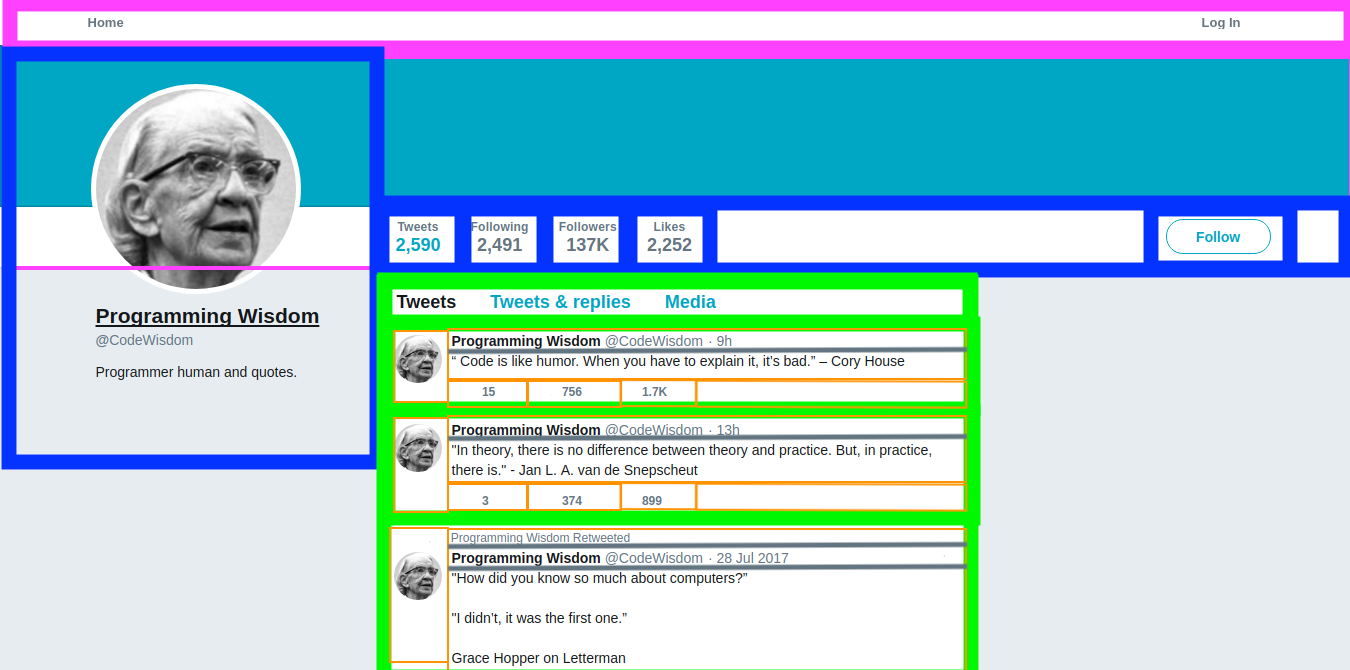 Home Log In
Tweets Following Followers Likes
2,590 2,491 137K 2,252 Follow
Tweets Tweets & replies Media
Programming Wisdom
@CodeWisdom
Programmer human and quotes.
Programming Wisdom @CodeWisdom · 9h
“ Code is like humor. When you have to explain it, it’s bad.” – Cory House
15 756 1.7K
Programming Wisdom @CodeWisdom · 13h
"In theory, there is no difference between theory and practice. But, in practice,
there is." - Jan L. A. van de Snepscheut
3 374 899
Programming Wisdom Retweeted
Programming Wisdom @CodeWisdom · 28 Jul 2017
"How did you know so much about computers?”
"I didn’t, it was the first one.”
Grace Hopper on Letterman